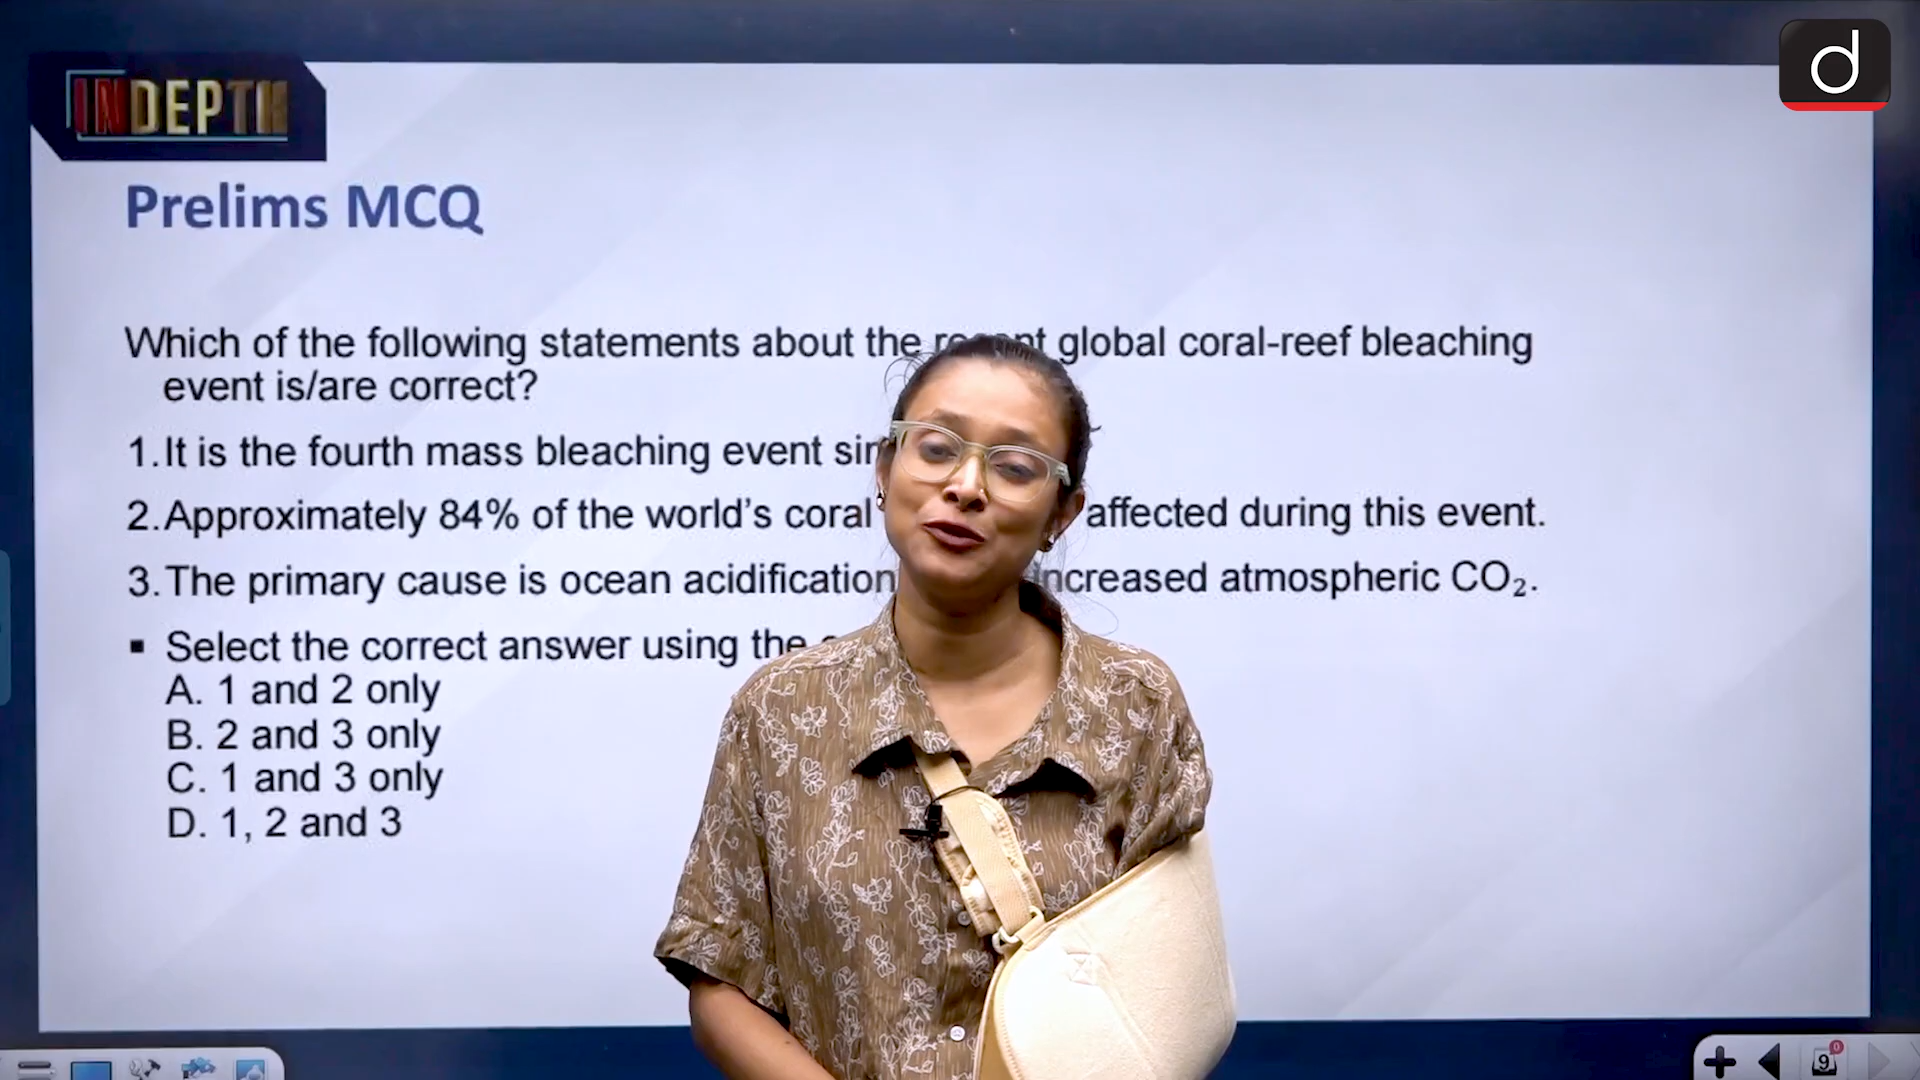 d
INDEPTH
Prelims MCQ
Which of the following statements about the recent global coral-reef bleaching
event is/are correct?
1. It is the fourth mass bleaching event
2. Approximately 84% of the world's coral affected during this event.
3. The primary cause is ocean acidification increased atmospheric CO₂.
▪ Select the correct answer using the
A. 1 and 2 only
B. 2 and 3 only
C. 1 and 3 only
D. 1, 2 and 3
9
0